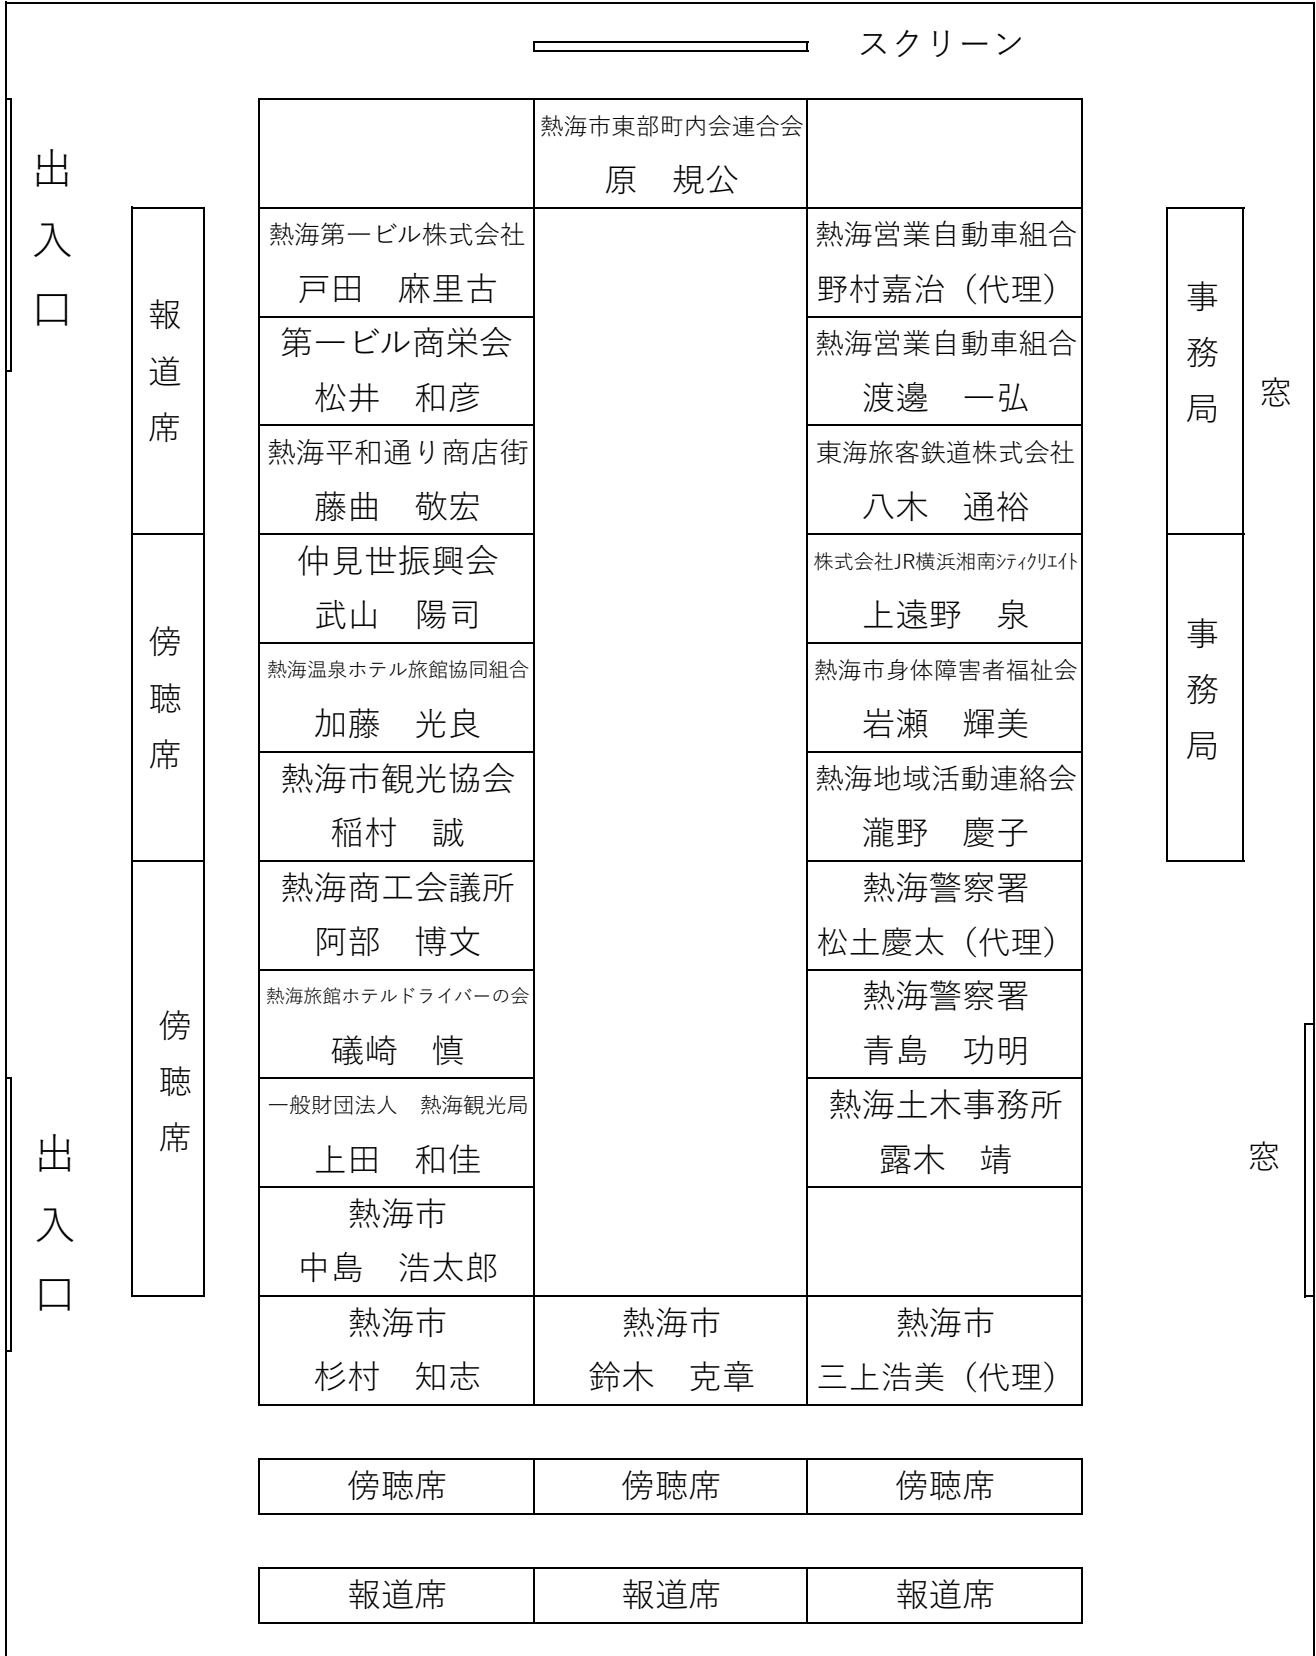 スクリーン
出入口
熱海市東部町内会連合会
原　規公
報道席
熱海第一ビル株式会社
戸田　麻里古
熱海営業自動車組合
野村嘉治（代理）
事務局
窓
第一ビル商栄会
松井　和彦
熱海営業自動車組合
渡邊　一弘
熱海平和通り商店街
藤曲　敬宏
東海旅客鉄道株式会社
八木　通裕
傍聴席
仲見世振興会
武山　陽司
株式会社JR横浜湘南ｼﾃｨｸﾘｴｲﾄ
上遠野　泉
事務局
熱海温泉ホテル旅館協同組合
加藤　光良
熱海市身体障害者福祉会
岩瀬　輝美
熱海市観光協会
稲村　誠
熱海地域活動連絡会
瀧野　慶子
傍聴席
熱海商工会議所
阿部　博文
熱海警察署
松土慶太（代理）
熱海旅館ホテルドライバーの会
礒崎　慎
熱海警察署
青島　功明
出入口
一般財団法人　熱海観光局
上田　和佳
熱海土木事務所
露木　靖
窓
熱海市
中島　浩太郎
熱海市
杉村　知志
熱海市
鈴木　克章
熱海市
三上浩美（代理）
傍聴席
傍聴席
傍聴席
報道席
報道席
報道席